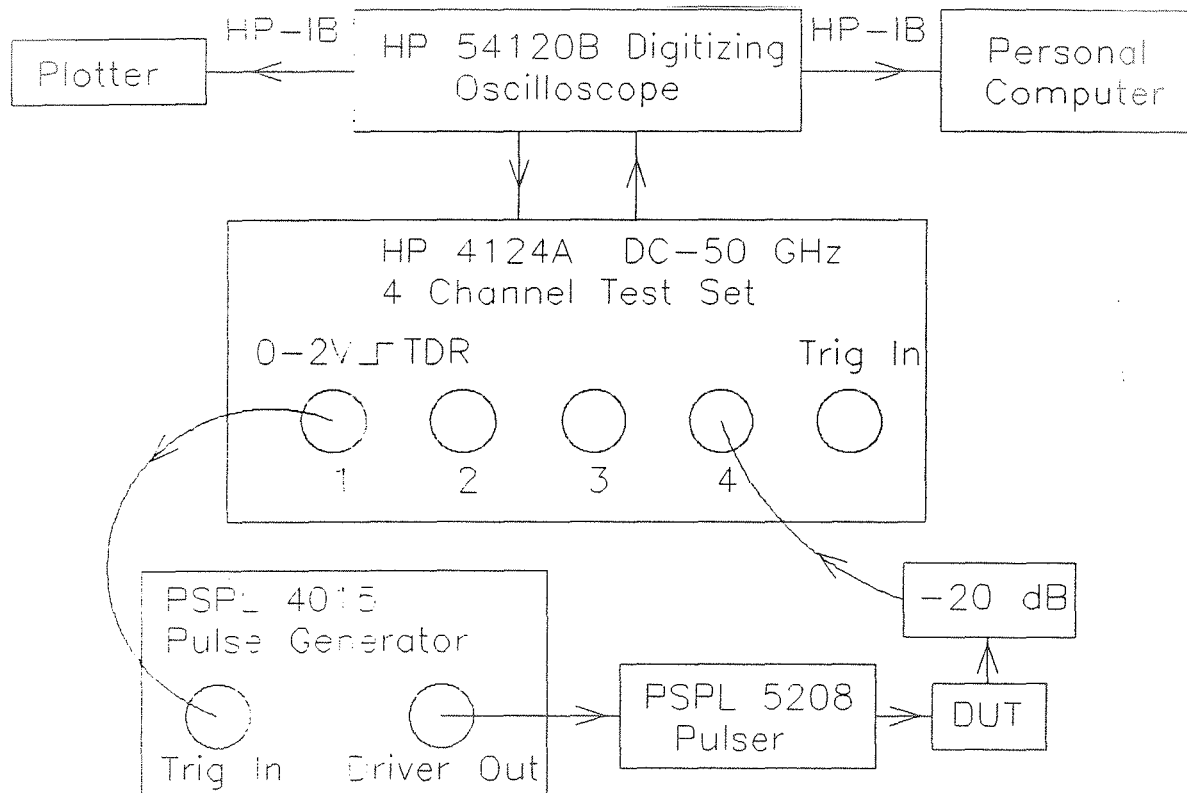 HP-IB
HP-IB
Plotter
HP 54120B Digitizing
Oscilloscope
Personal
Computer
HP 4124A DC-50 GHz
4 Channel Test Set
0-2V TDR
Trig In
1 2 3 4
PSPL 4015
Pulse Generator
Trig In Driver Out
PSPL 5208
Pulser
DUT
-20 dB